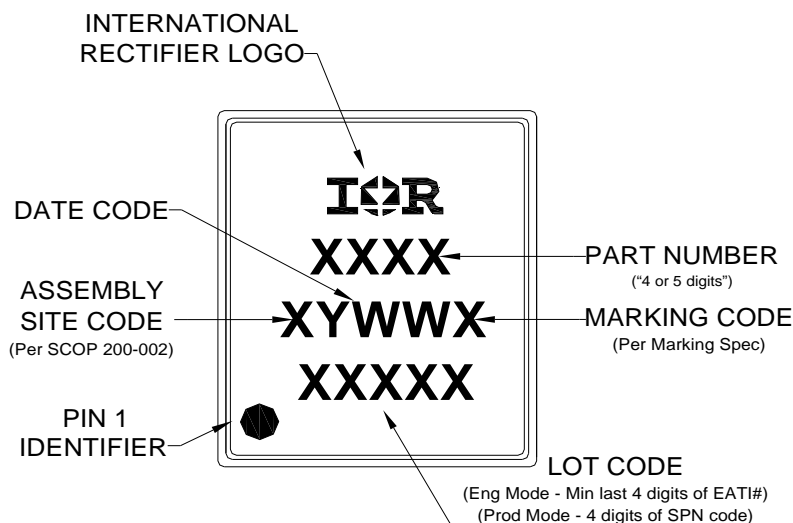 INTERNATIONAL
RECTIFIER LOGO
IOR
DATE CODE
XXXX
PART NUMBER
("4 or 5 digits")
ASSEMBLY
SITE CODE
(Per SCOP 200-002)
XYWWX
MARKING CODE
(Per Marking Spec)
XXXXX
PIN 1
IDENTIFIER
LOT CODE
(Eng Mode - Min last 4 digits of EATI#)
(Prod Mode - 4 digits of SPN code)